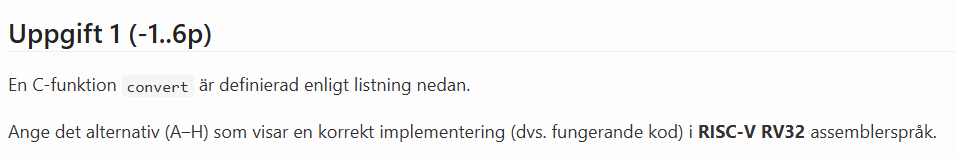 Uppgift 1 (-1..6p)
En C-funktion convert är definierad enligt listning nedan.
Ange det alternativ (A–H) som visar en korrekt implementering (dvs. fungerande kod) i RISC-V RV32 assemblerspråk.